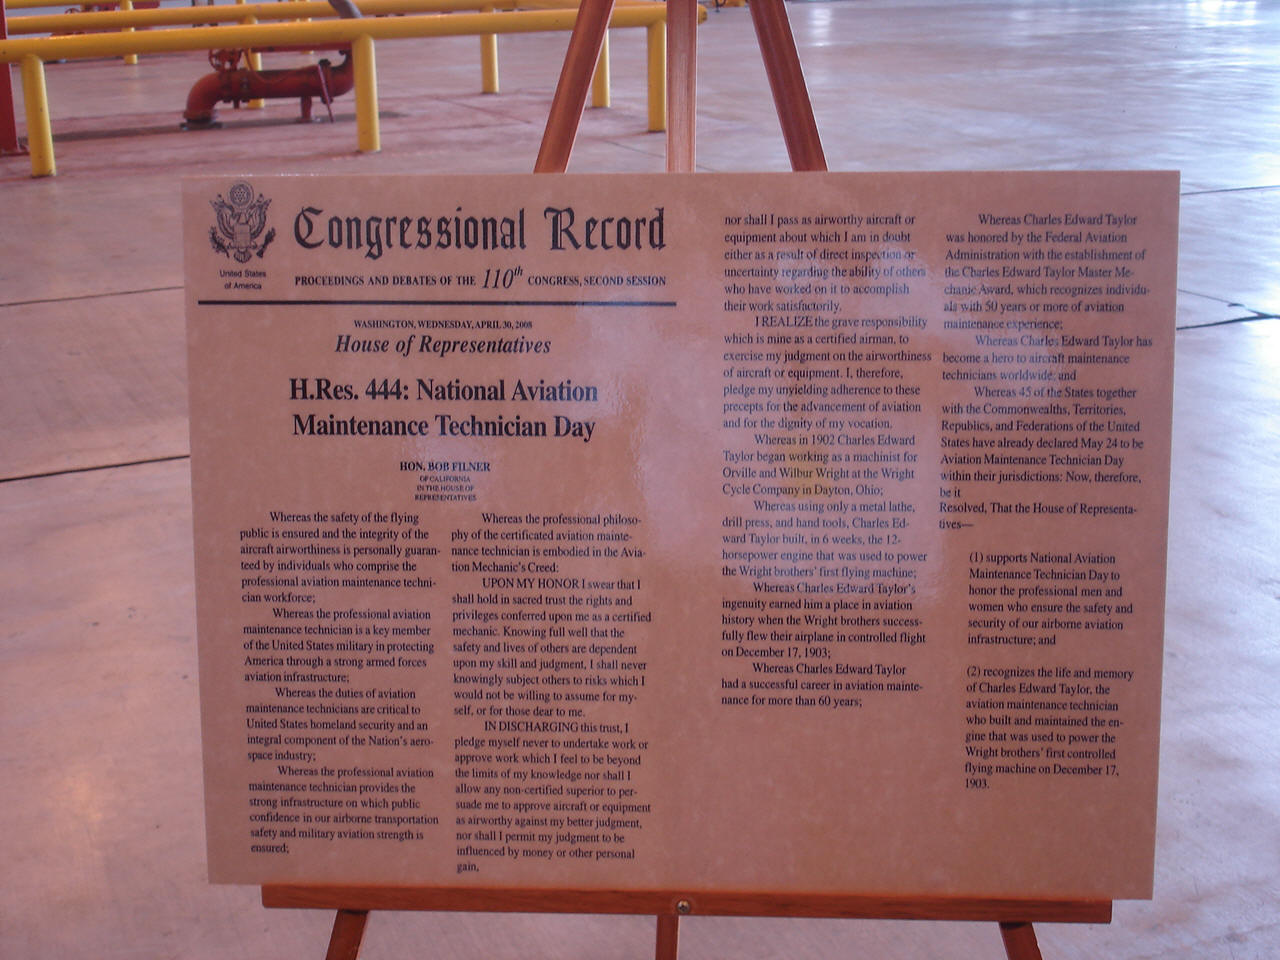 United States
of America
Congressional Record
PROCEEDINGS AND DEBATES OF THE 110th CONGRESS, SECOND SESSION
WASHINGTON, WEDNESDAY, APRIL 30, 2008
House of Representatives
H.Res. 444: National Aviation
Maintenance Technician Day
HON. BOB FILNER
OF CALIFORNIA
IN THE HOUSE OF
REPRESENTATIVES
Whereas the safety of the flying
public is ensured and the integrity of the
aircraft airworthiness is personally guaran-
teed by individuals who comprise the
professional aviation maintenance techni-
cian workforce;
Whereas the professional aviation
maintenance technician is a key member
of the United States military in protecting
America through a strong armed forces
aviation infrastructure;
Whereas the duties of aviation
maintenance technicians are critical to
United States homeland security and an
integral component of the Nation's aero-
space industry;
Whereas the professional aviation
maintenance technician provides the
strong infrastructure on which public
confidence in our airborne transportation
safety and military aviation strength is
ensured;
Whereas the professional philoso-
phy of the certificated aviation mainte-
nance technician is embodied in the Avia-
tion Mechanic's Creed:
UPON MY HONOR I swear that I
shall hold in sacred trust the rights and
privileges conferred upon me as a certified
mechanic. Knowing full well that the
safety and lives of others are dependent
upon my skill and judgment, I shall never
knowingly subject others to risks which I
would not be willing to assume for my-
self, or for those dear to me.
IN DISCHARGING this trust, I
pledge myself never to undertake work or
approve work which I feel to be beyond
the limits of my knowledge nor shall I
allow any non-certified superior to per-
suade me to approve aircraft or equipment
as airworthy against my better judgment,
nor shall I permit my judgment to be
influenced by money or other personal
gain,
nor shall I pass as airworthy aircraft or
equipment about which I am in doubt
either as a result of direct inspection or
uncertainty regarding the ability of others
who have worked on it to accomplish
their work satisfactorily.
I REALIZE the grave responsibility
which is mine as a certified airman, to
exercise my judgment on the airworthiness
of aircraft or equipment. I, therefore,
pledge my unyielding adherence to these
precepts for the advancement of aviation
and for the dignity of my vocation.
Whereas in 1902 Charles Edward
Taylor began working as a machinist for
Orville and Wilbur Wright at the Wright
Cycle Company in Dayton, Ohio;
Whereas using only a metal lathe,
drill press, and hand tools, Charles Ed-
ward Taylor built, in 6 weeks, the 12-
horsepower engine that was used to power
the Wright brothers' first flying machine;
Whereas Charles Edward Taylor's
ingenuity earned him a place in aviation
history when the Wright brothers success-
fully flew their airplane in controlled flight
on December 17, 1903;
Whereas Charles Edward Taylor
had a successful career in aviation mainte-
nance for more than 60 years;
Whereas Charles Edward Taylor
was honored by the Federal Aviation
Administration with the establishment of
the Charles Edward Taylor Master Me-
chanic Award, which recognizes individu-
als with 50 years or more of aviation
maintenance experience;
Whereas Charles Edward Taylor has
become a hero to aircraft maintenance
technicians worldwide; and
Whereas 45 of the States together
with the Commonwealths, Territories,
Republics, and Federations of the United
States have already declared May 24 to be
Aviation Maintenance Technician Day
within their jurisdictions: Now, therefore,
be it
Resolved, That the House of Representa-
tives—
(1) supports National Aviation
Maintenance Technician Day to
honor the professional men and
women who ensure the safety and
security of our airborne aviation
infrastructure; and
(2) recognizes the life and memory
of Charles Edward Taylor, the
aviation maintenance technician
who built and maintained the en-
gine that was used to power the
Wright brothers' first controlled
flying machine on December 17,
1903.